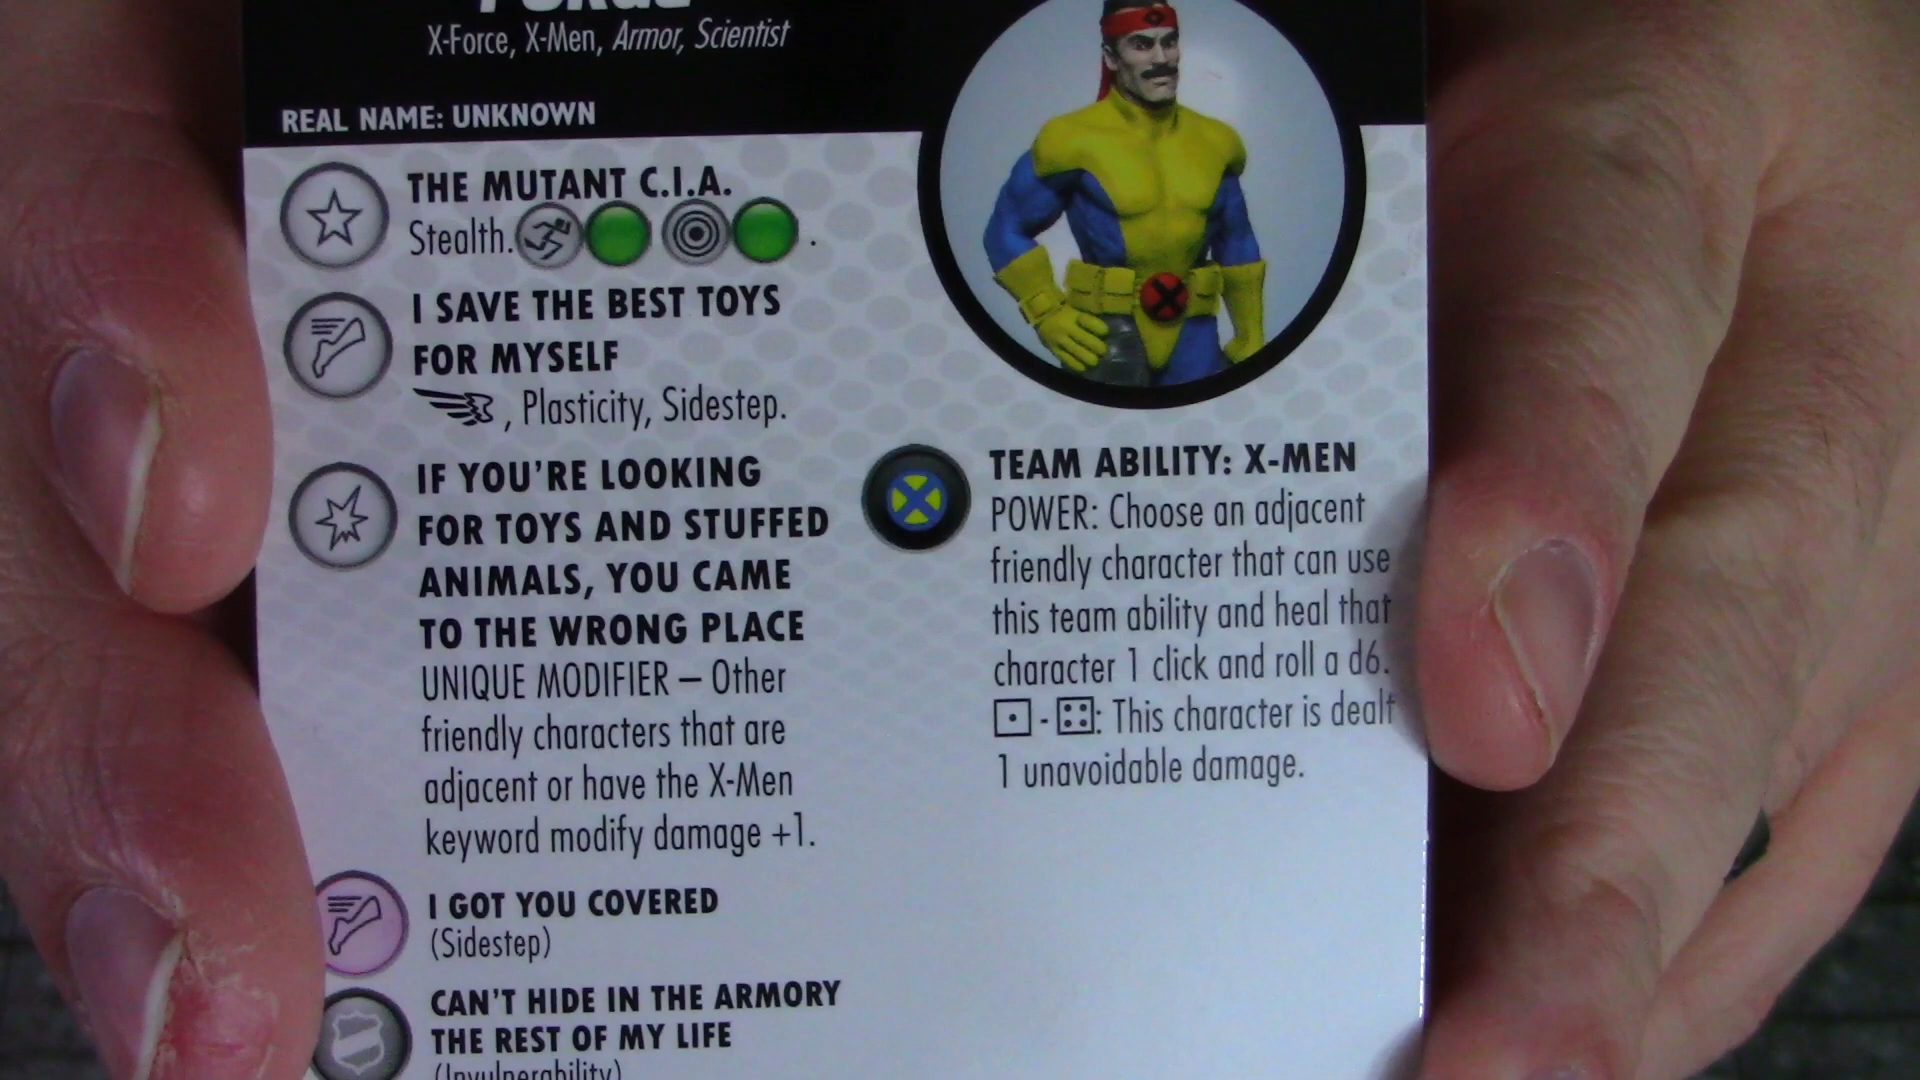 FORGE
X-Force, X-Men, Armor, Scientist
REAL NAME: UNKNOWN
THE MUTANT C.I.A.
Stealth. .
I SAVE THE BEST TOYS
FOR MYSELF
, Plasticity, Sidestep.
IF YOU'RE LOOKING
FOR TOYS AND STUFFED
ANIMALS, YOU CAME
TO THE WRONG PLACE
UNIQUE MODIFIER – Other
friendly characters that are
adjacent or have the X-Men
keyword modify damage +1.
I GOT YOU COVERED
(Sidestep)
CAN'T HIDE IN THE ARMORY
THE REST OF MY LIFE
(Invulnerability)
TEAM ABILITY: X-MEN
POWER: Choose an adjacent
friendly character that can use
this team ability and heal that
character 1 click and roll a d6.
⚀ - ⚃: This character is dealt
1 unavoidable damage.